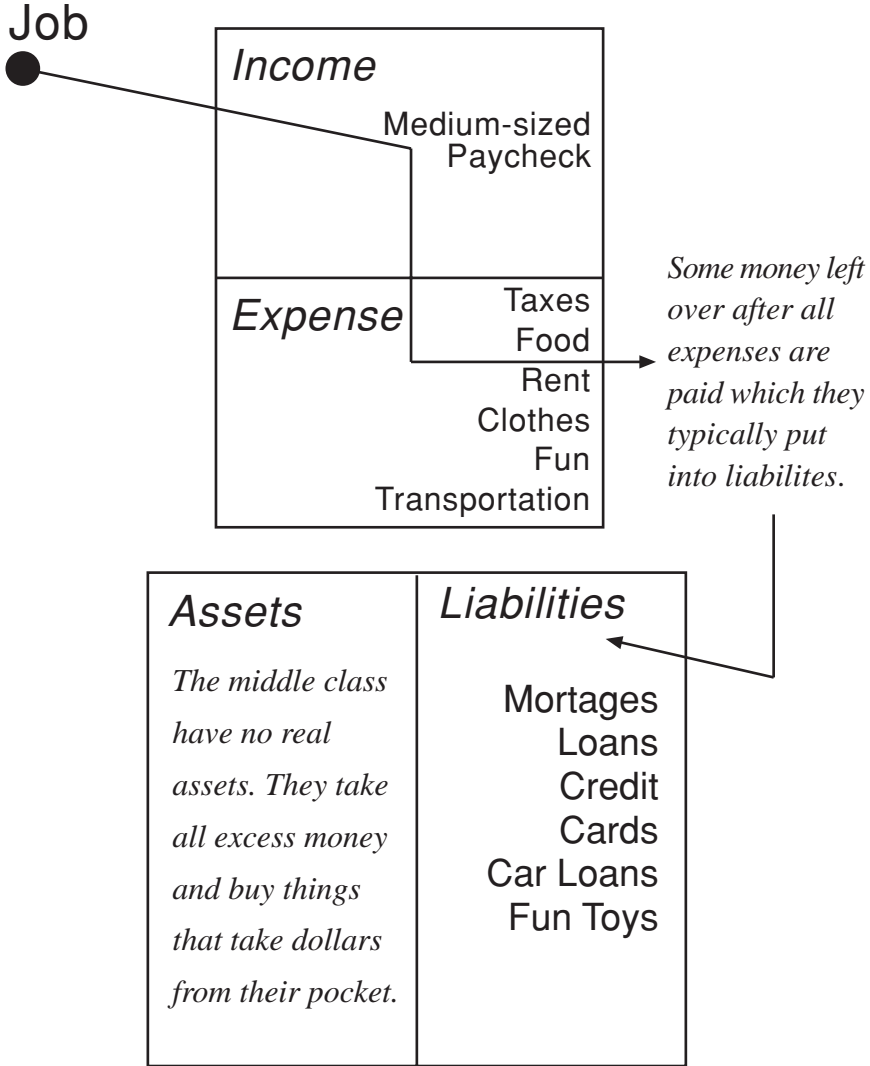 Job
Income
Medium-sized
Paycheck
Expense
Taxes
Food
Rent
Clothes
Fun
Transportation
Some money left
over after all
expenses are
paid which they
typically put
into liabilites.
Assets
The middle class
have no real
assets. They take
all excess money
and buy things
that take dollars
from their pocket.
Liabilities
Mortages
Loans
Credit
Cards
Car Loans
Fun Toys